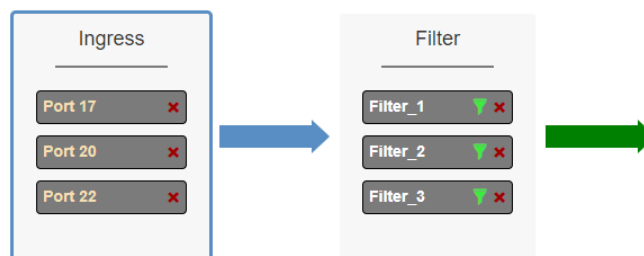 Ingress
Port 17
Port 20
Port 22
Filter
Filter_1
Filter_2
Filter_3